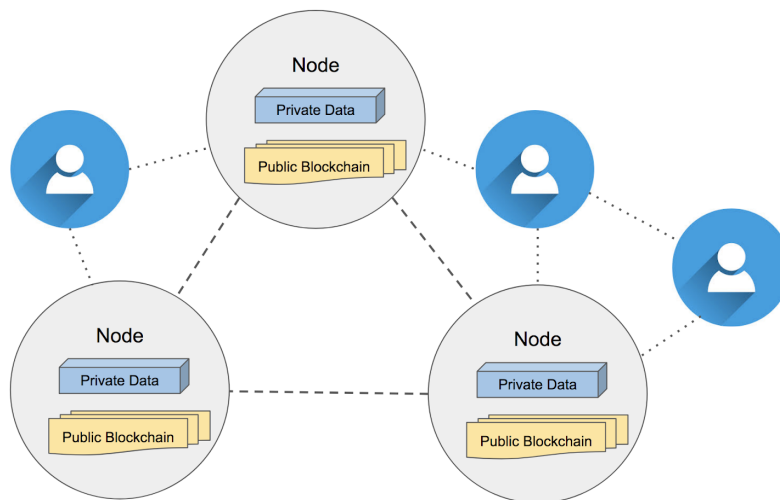 Node
Private Data
Public Blockchain
Node
Private Data
Public Blockchain
Node
Private Data
Public Blockchain